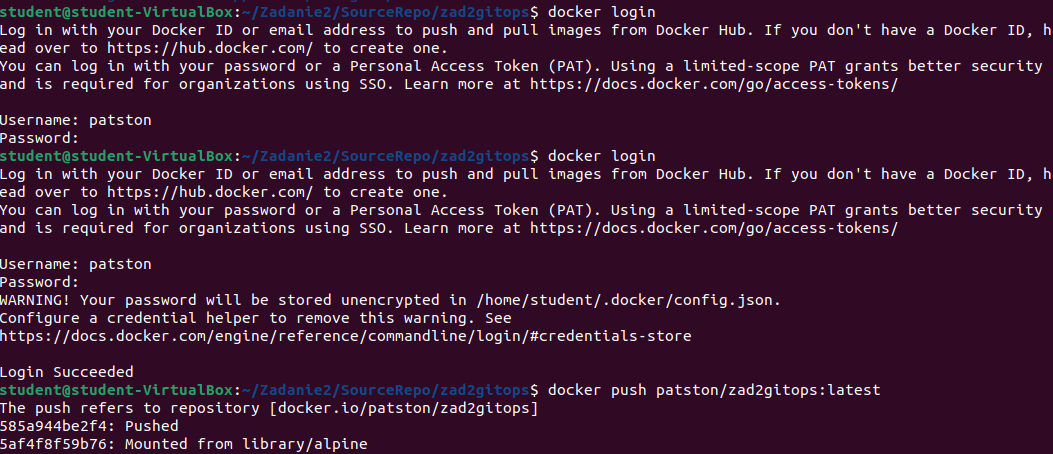 student@student-VirtualBox:~/Zadanie2/SourceRepo/zad2gitops$ docker login
Log in with your Docker ID or email address to push and pull images from Docker Hub. If you don't have a Docker ID, h
ead over to https://hub.docker.com/ to create one.
You can log in with your password or a Personal Access Token (PAT). Using a limited-scope PAT grants better security
and is required for organizations using SSO. Learn more at https://docs.docker.com/go/access-tokens/
Username: patston
Password:
student@student-VirtualBox:~/Zadanie2/SourceRepo/zad2gitops$ docker login
Log in with your Docker ID or email address to push and pull images from Docker Hub. If you don't have a Docker ID, h
ead over to https://hub.docker.com/ to create one.
You can log in with your password or a Personal Access Token (PAT). Using a limited-scope PAT grants better security
and is required for organizations using SSO. Learn more at https://docs.docker.com/go/access-tokens/
Username: patston
Password:
WARNING! Your password will be stored unencrypted in /home/student/.docker/config.json.
Configure a credential helper to remove this warning. See
https://docs.docker.com/engine/reference/commandline/login/#credentials-store
Login Succeeded
student@student-VirtualBox:~/Zadanie2/SourceRepo/zad2gitops$ docker push patston/zad2gitops:latest
The push refers to repository [docker.io/patston/zad2gitops]
585a944be2f4: Pushed
5af4f8f59b76: Mounted from library/alpine